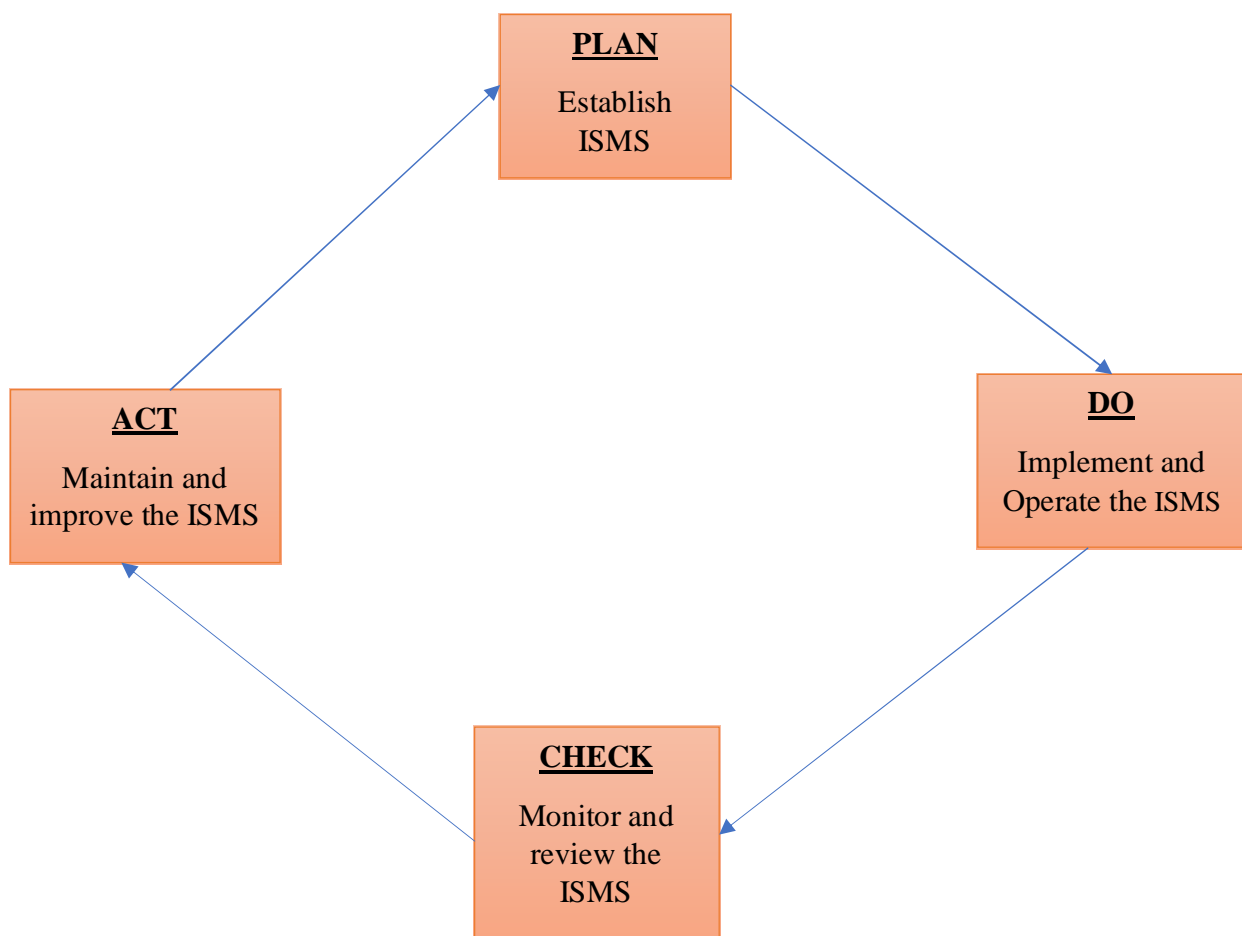 PLAN
Establish
ISMS
ACT
Maintain and
improve the ISMS
DO
Implement and
Operate the ISMS
CHECK
Monitor and
review the
ISMS